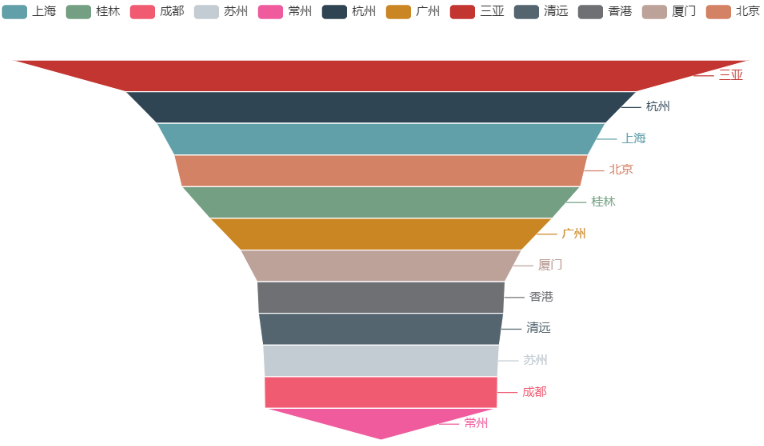 上海 桂林 成都 苏州 常州 杭州 广州 三亚 清远 香港 厦门 北京
三亚
杭州
上海
北京
桂林
广州
厦门
香港
清远
苏州
成都
常州